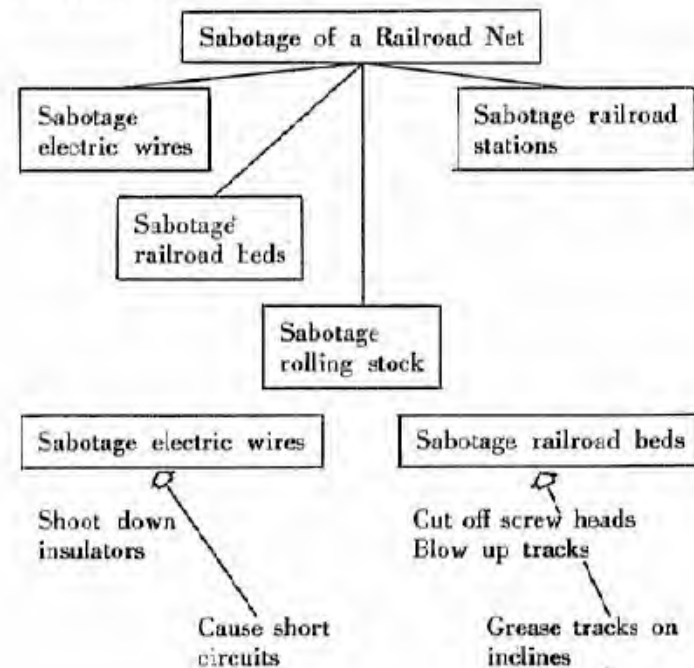 Sabotage of a Railroad Net
Sabotage
electric wires
Sabotage railroad
stations
Sabotage
railroad beds
Sabotage
rolling stock
Sabotage electric wires
Sabotage railroad beds
Shoot down
insulators
Cut off screw heads
Blow up tracks
Cause short
circuits
Grease tracks on
inclines